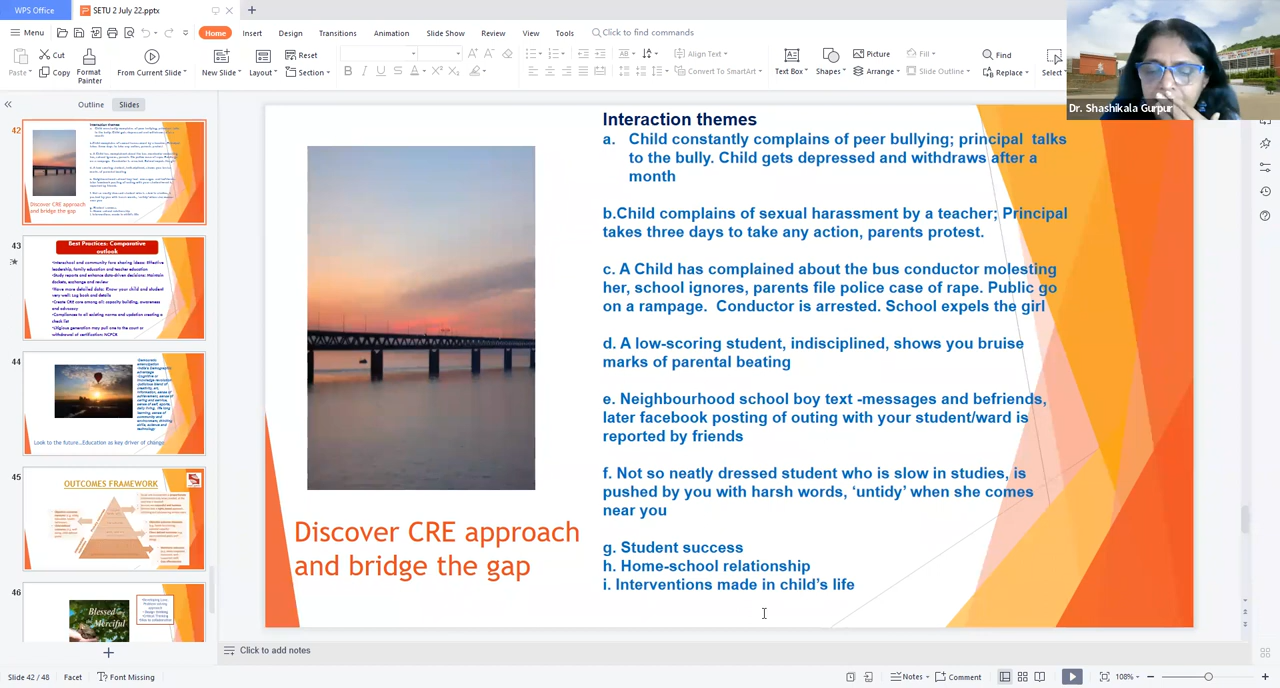 WPS Office
SETU 2 July 22.pptx
Menu
Home
Insert
Design
Transitions
Animation
Slide Show
Review
View
Tools
Click to find commands
Paste
Cut
Copy
Format
Painter
From Current Slide
New Slide
Layout
Reset
Section
Align Text
Convert To SmartArt
Text Box
Shapes
Picture
Arrange
Fill
Slide Outline
Find
Replace
Select
Dr. Shashikala Gurpur
Outline
Slides
42
43
Best Practices: Comparative
outlook
44
Look to the future...Education as key driver of change
45
OUTCOMES FRAMEWORK
46
Blessed
Merciful
Interaction themes
a. Child constantly complains of peer bullying; principal talks
to the bully. Child gets depressed and withdraws after a
month
b.Child complains of sexual harassment by a teacher; Principal
takes three days to take any action, parents protest.
c. A Child has complained about the bus conductor molesting
her, school ignores, parents file police case of rape. Public go
on a rampage. Conductor is arrested. School expels the girl
d. A low-scoring student, indisciplined, shows you bruise
marks of parental beating
e. Neighbourhood school boy text -messages and befriends,
later facebook posting of outing with your student/ward is
reported by friends
f. Not so neatly dressed student who is slow in studies, is
pushed by you with harsh words, ‘untidy’ when she comes
near you
g. Student success
h. Home-school relationship
i. Interventions made in child’s life
Discover CRE approach
and bridge the gap
Click to add notes
Slide 42 / 48
Facet
Font Missing
Notes
Comment
108%